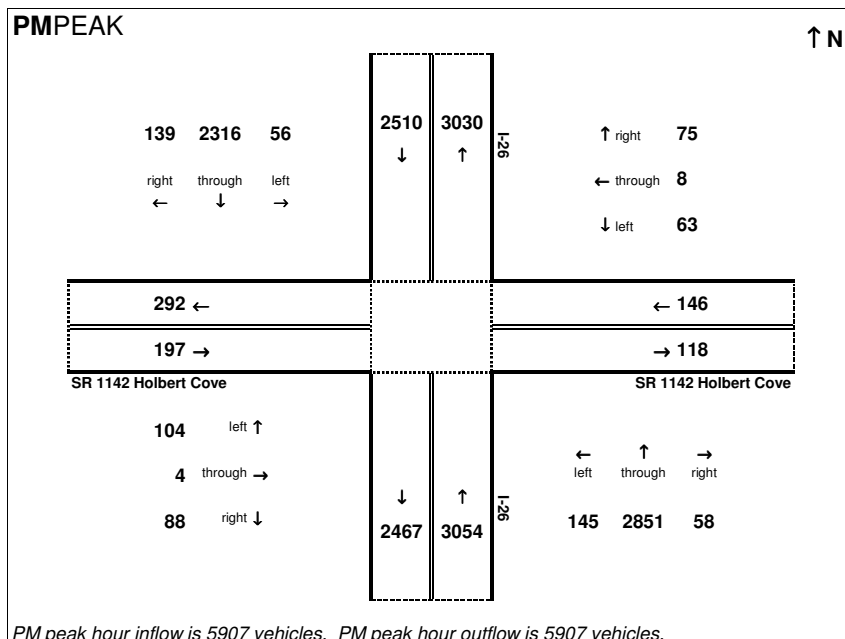 PMPEAK
↑ N
139 2316 56
right through left
← ↓ →
2510 3030
↓ ↑
I-26
↑ right 75
← through 8
↓ left 63
292 ←
← 146
197 →
→ 118
SR 1142 Holbert Cove
SR 1142 Holbert Cove
104 left ↑
4 through →
88 right ↓
↓ ↑
2467 3054
I-26
← ↑ →
left through right
145 2851 58
PM peak hour inflow is 5907 vehicles. PM peak hour outflow is 5907 vehicles.